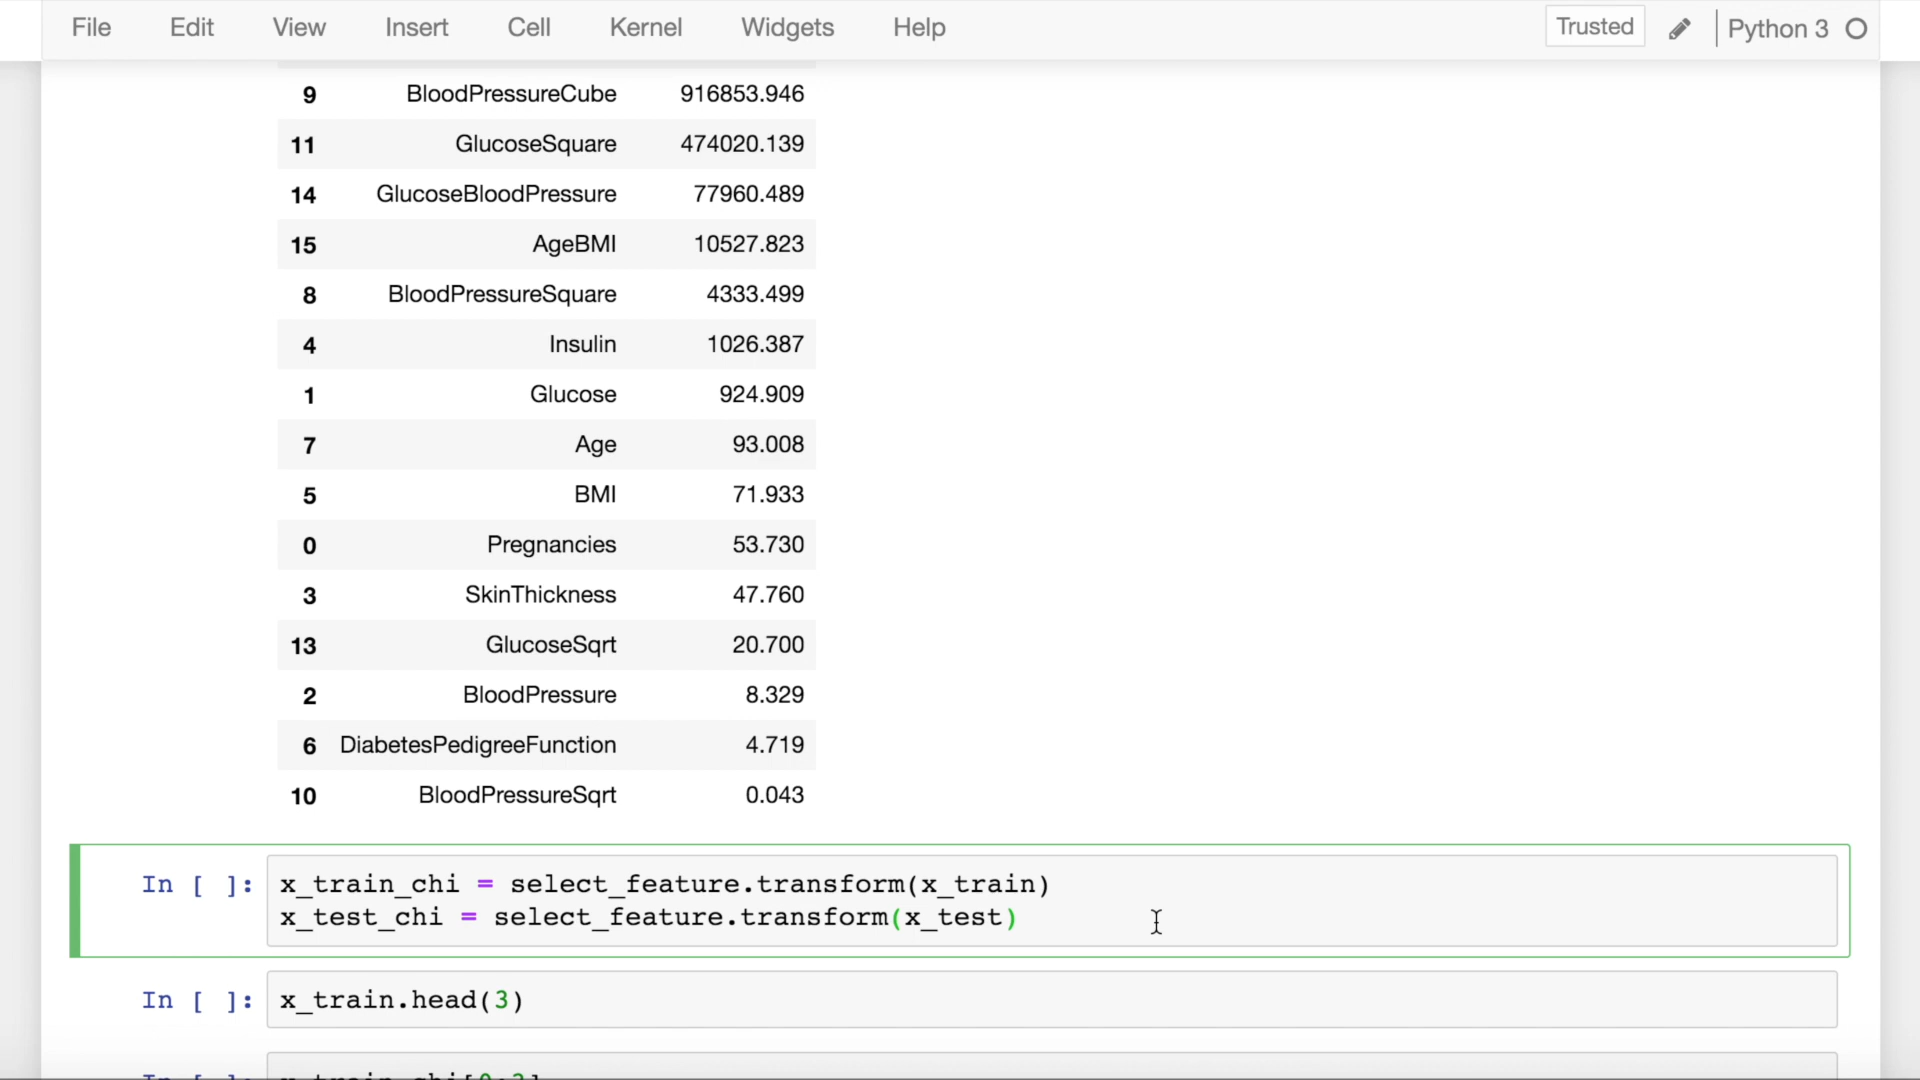 File Edit View Insert Cell Kernel Widgets Help Trusted Python 3
9 BloodPressureCube 916853.946
11 GlucoseSquare 474020.139
14 GlucoseBloodPressure 77960.489
15 AgeBMI 10527.823
8 BloodPressureSquare 4333.499
4 Insulin 1026.387
1 Glucose 924.909
7 Age 93.008
5 BMI 71.933
0 Pregnancies 53.730
3 SkinThickness 47.760
13 GlucoseSqrt 20.700
2 BloodPressure 8.329
6 DiabetesPedigreeFunction 4.719
10 BloodPressureSqrt 0.043
In [ ]: x_train_chi = select_feature.transform(x_train)
x_test_chi = select_feature.transform(x_test)
In [ ]: x_train.head(3)